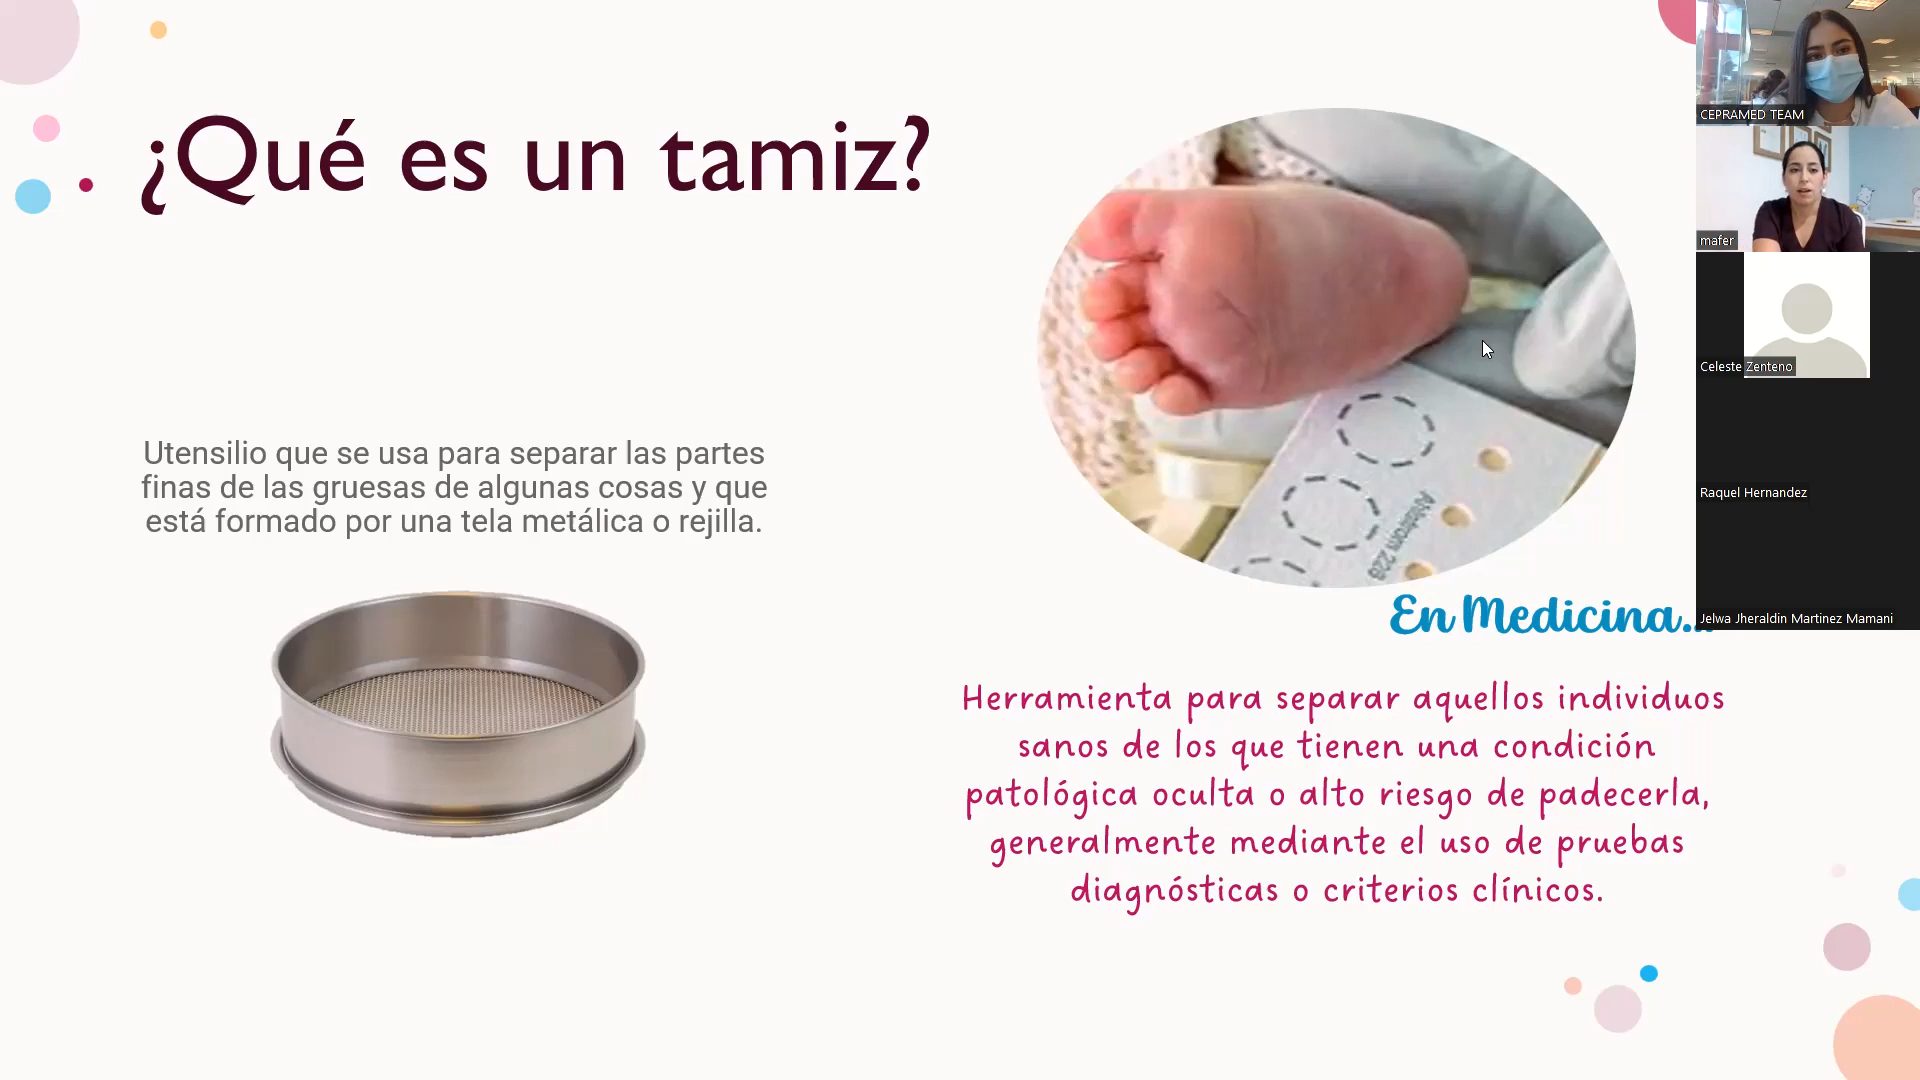 ¿Qué es un tamiz?
Utensilio que se usa para separar las partes
finas de las gruesas de algunas cosas y que
está formado por una tela metálica o rejilla.
Ahlstrom 226
En Medicina...
Herramienta para separar aquellos individuos
sanos de los que tienen una condición
patológica oculta o alto riesgo de padecerla,
generalmente mediante el uso de pruebas
diagnósticas o criterios clínicos.
CEPRAMED TEAM
mafer
Celeste Zenteno
Raquel Hernandez
Jelwa Jheraldin Martinez Mamani